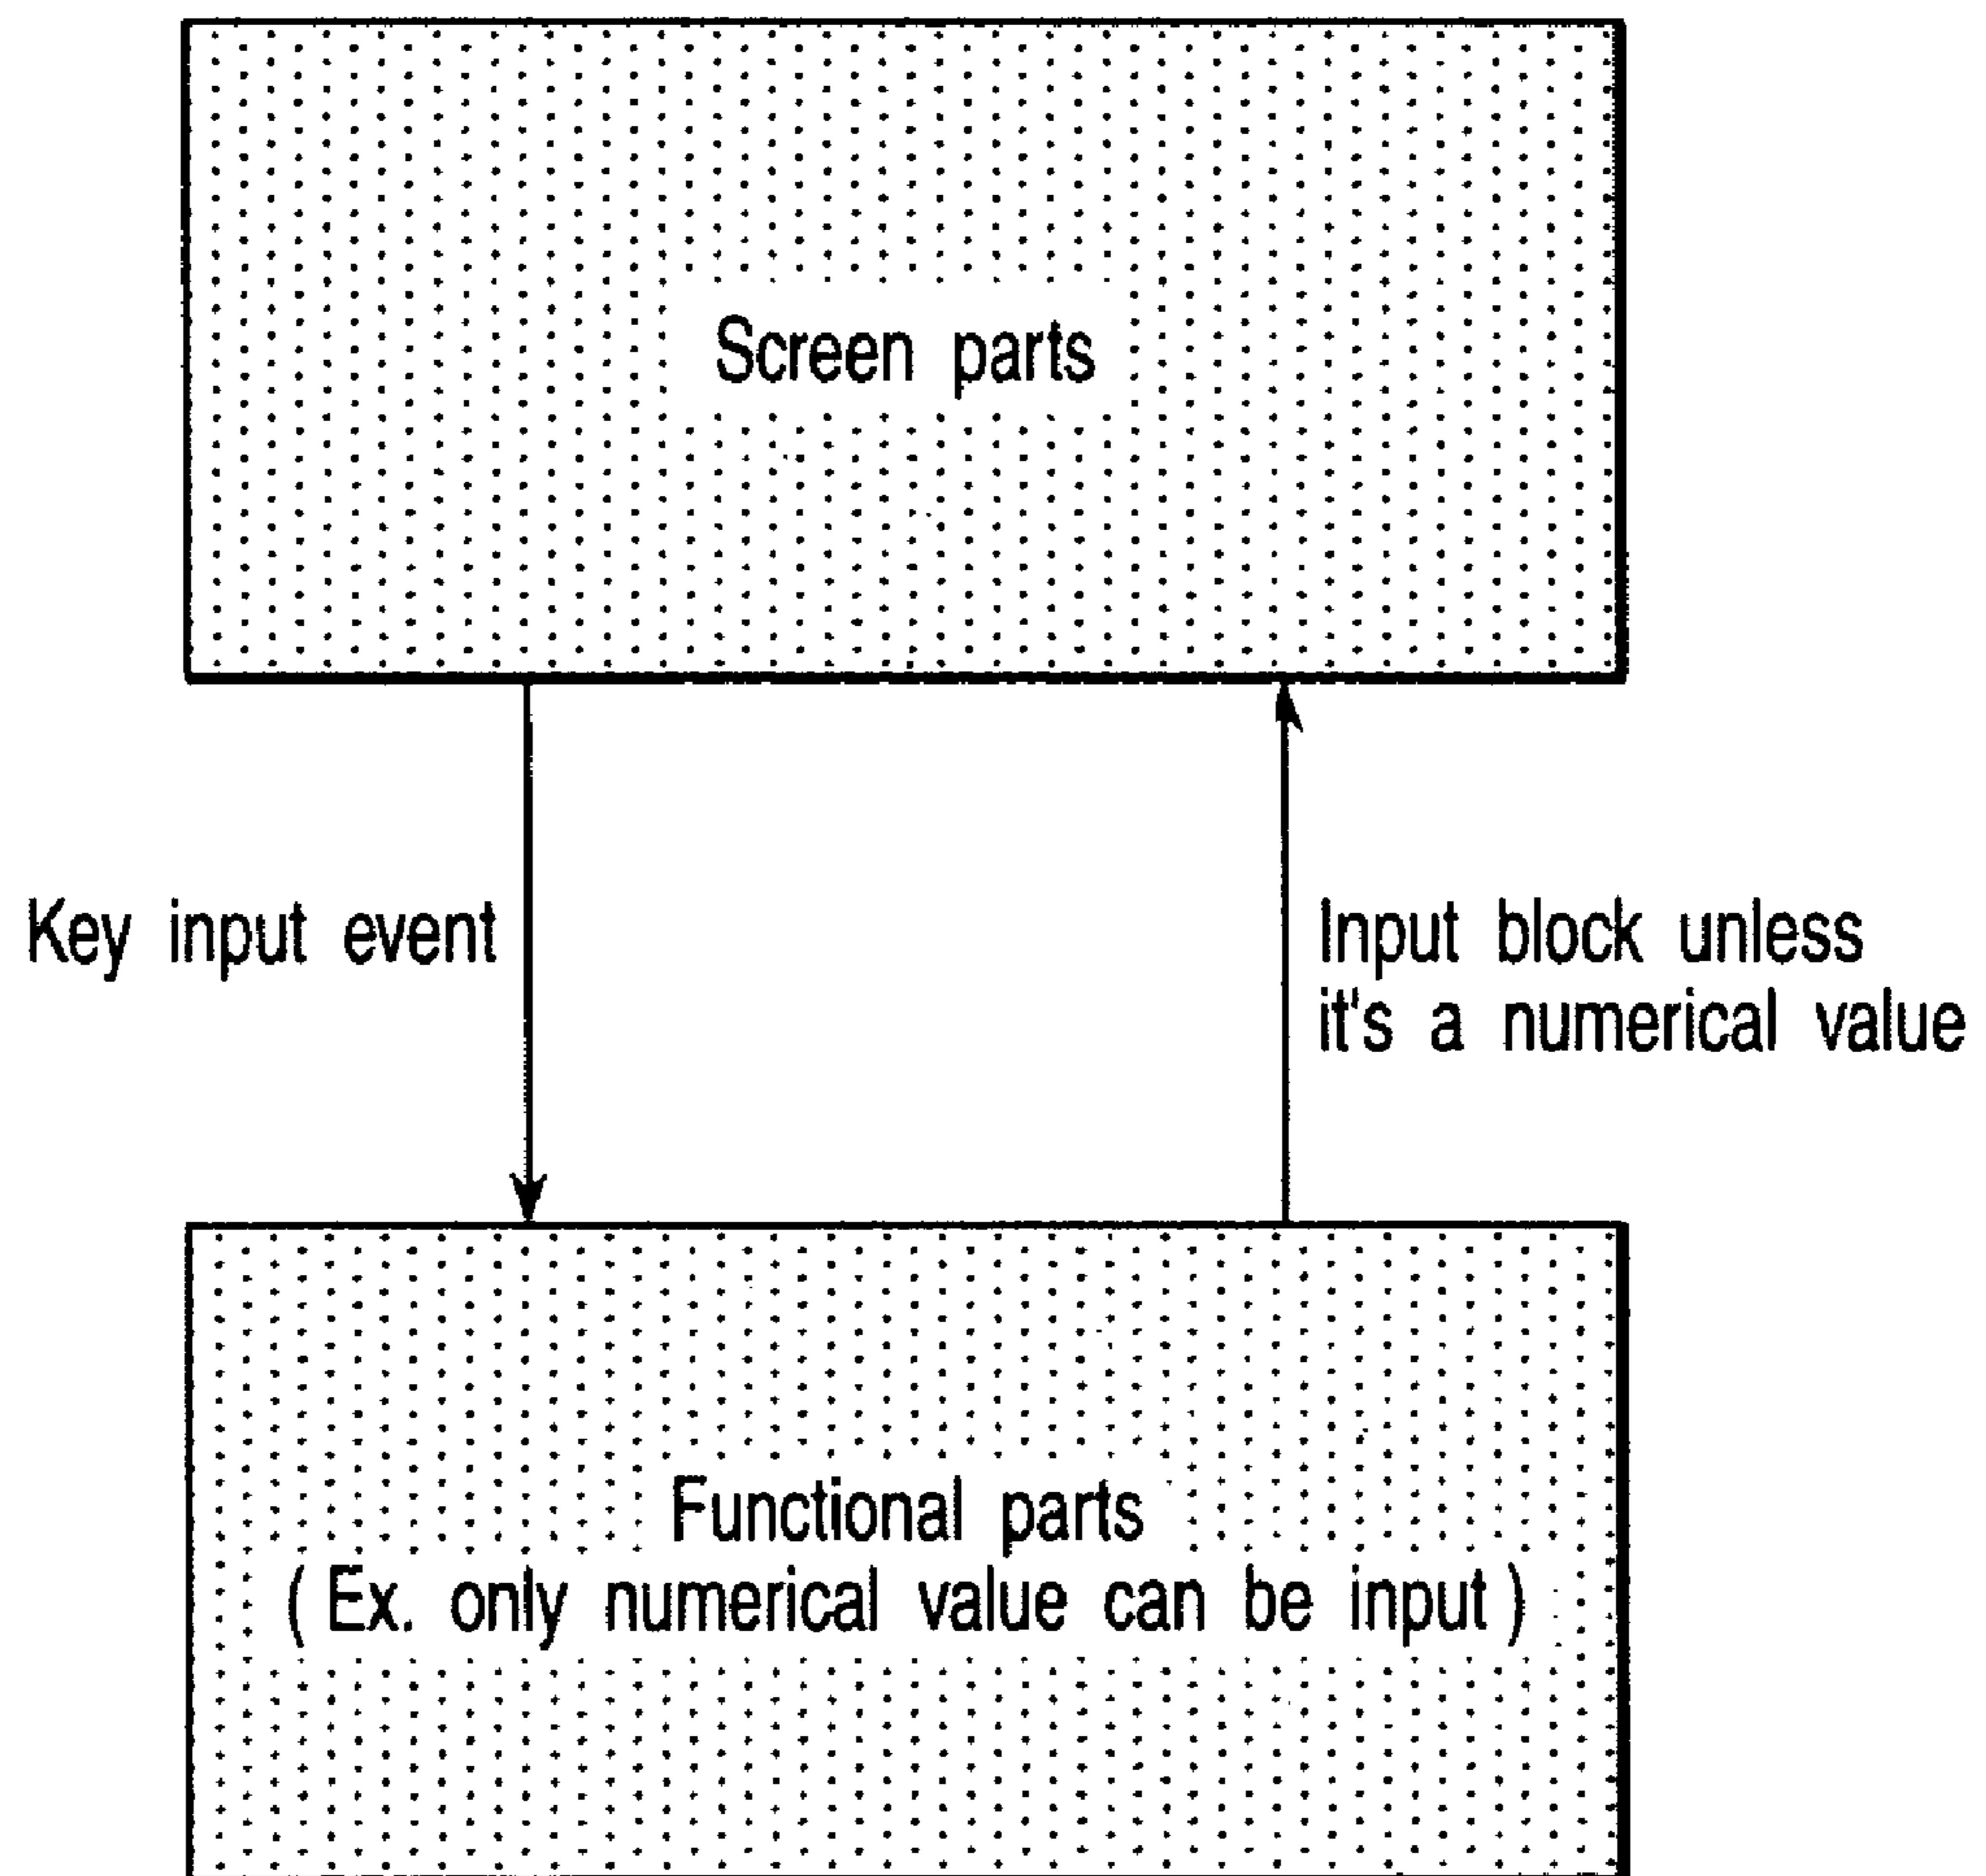 Screen parts
Key input event
Input block unless
it's a numerical value
Functional parts
( Ex. only numerical value can be input )